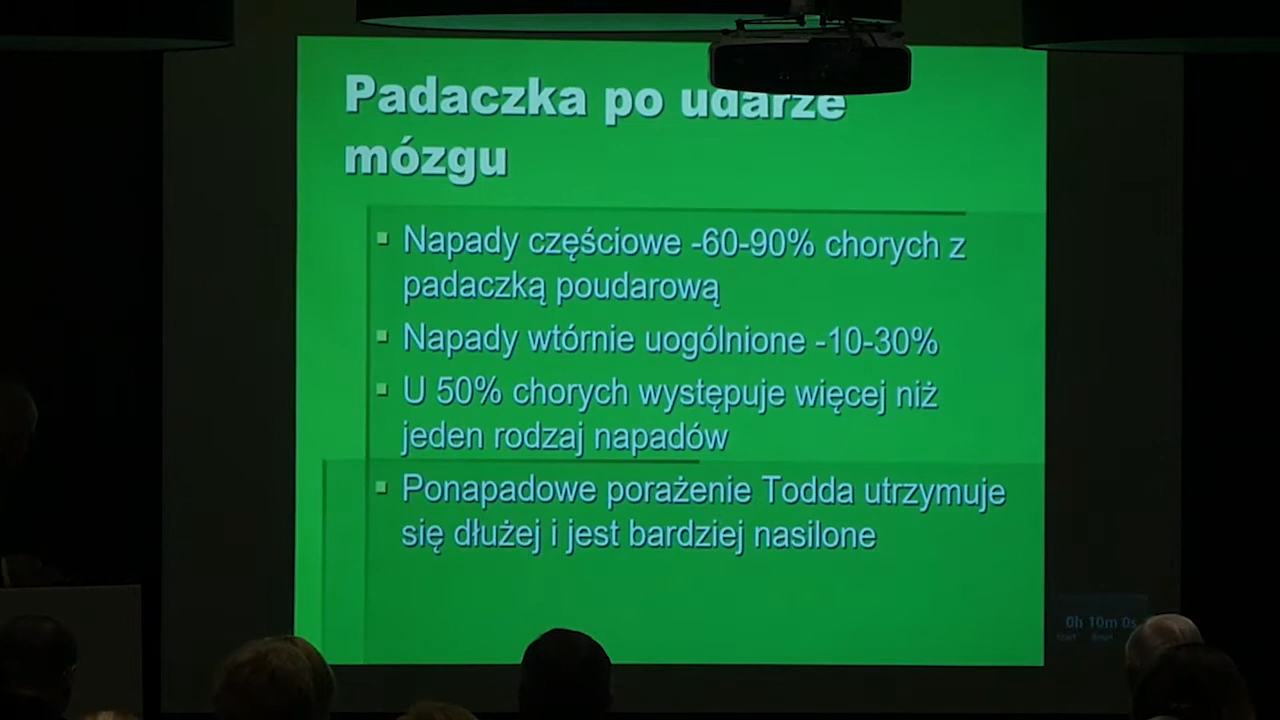 Padaczka po udarze
mózgu
Napady częściowe -60-90% chorych z
padaczką poudarową
Napady wtórnie uogólnione -10-30%
U 50% chorych występuje więcej niż
jeden rodzaj napadów
Ponapadowe porażenie Todda utrzymuje
się dłużej i jest bardziej nasilone
0h 10m 0s